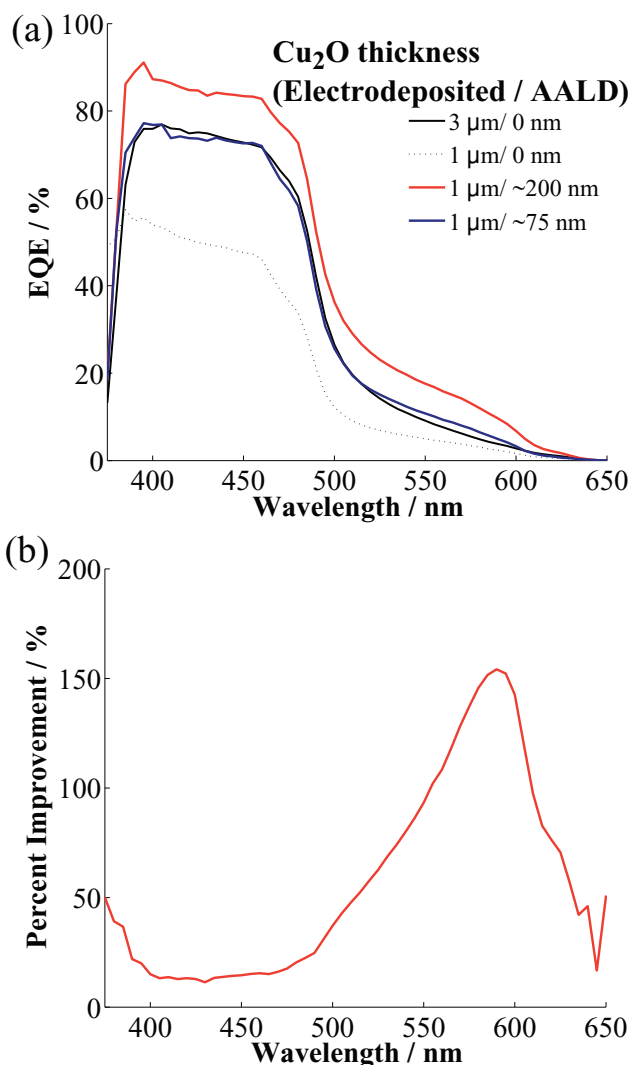 (a)
100
80
60
40
20
0
EQE / %
Cu₂O thickness
(Electrodeposited / AALD)
3 μm/ 0 nm
1 μm/ 0 nm
1 μm/ ~200 nm
1 μm/ ~75 nm
400 450 500 550 600 650
Wavelength / nm
(b)
200
150
100
50
0
Percent Improvement / %
400 450 500 550 600 650
Wavelength / nm